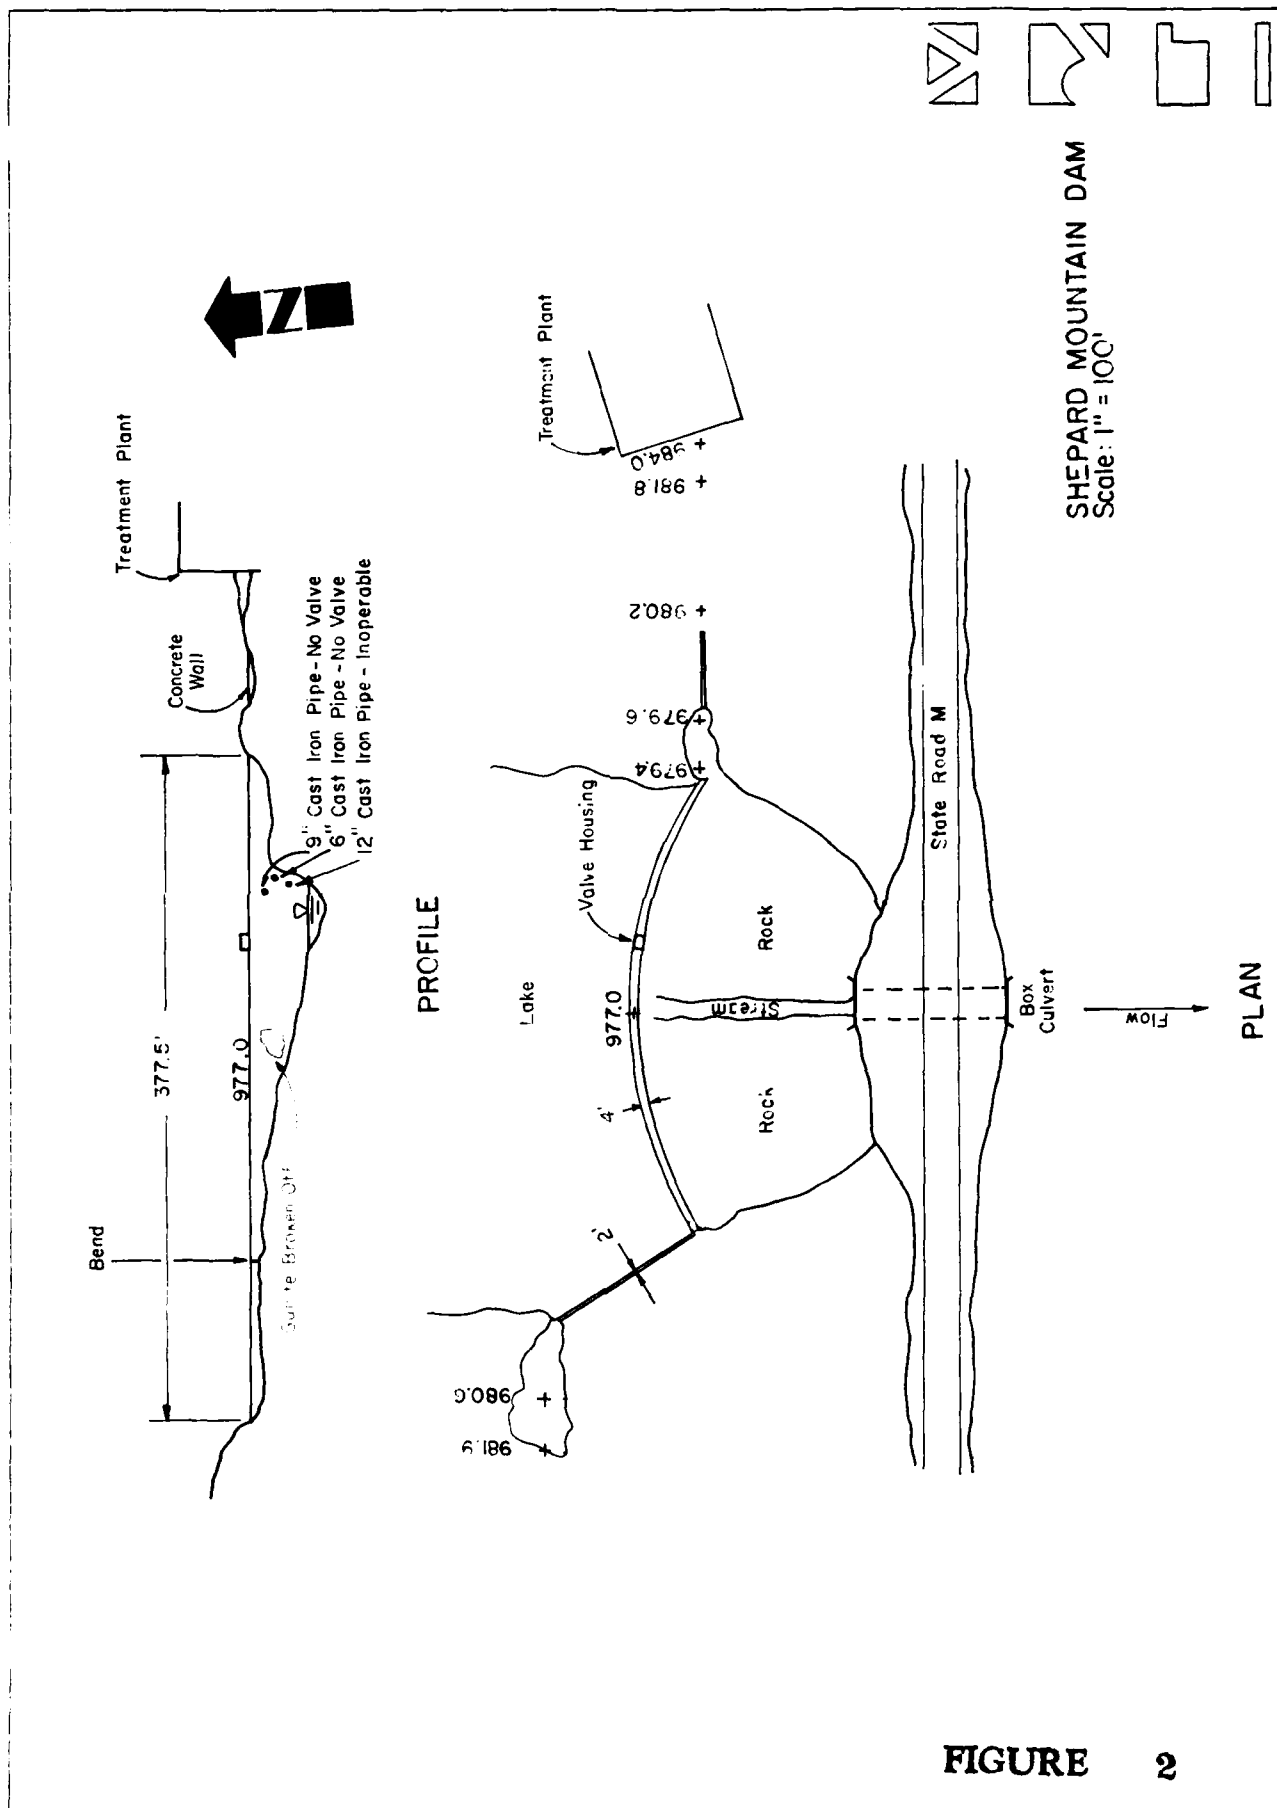 Treatment Plant
Concrete
Wall
377.5'
Bend
977.0
9" Cast Iron Pipe-No Valve
6" Cast Iron Pipe-No Valve
12" Cast Iron Pipe-Inoperable
Broken Off
PROFILE
N
Treatment Plant
Lake
Valve Housing
981.9
980.6
2'
4'
977.0
979.4
979.6
980.2
981.8
984.0
Rock
Stream
Rock
State Road M
Box
Culvert
Flow
PLAN
SHEPARD MOUNTAIN DAM
Scale: 1" = 100'
FIGURE 2